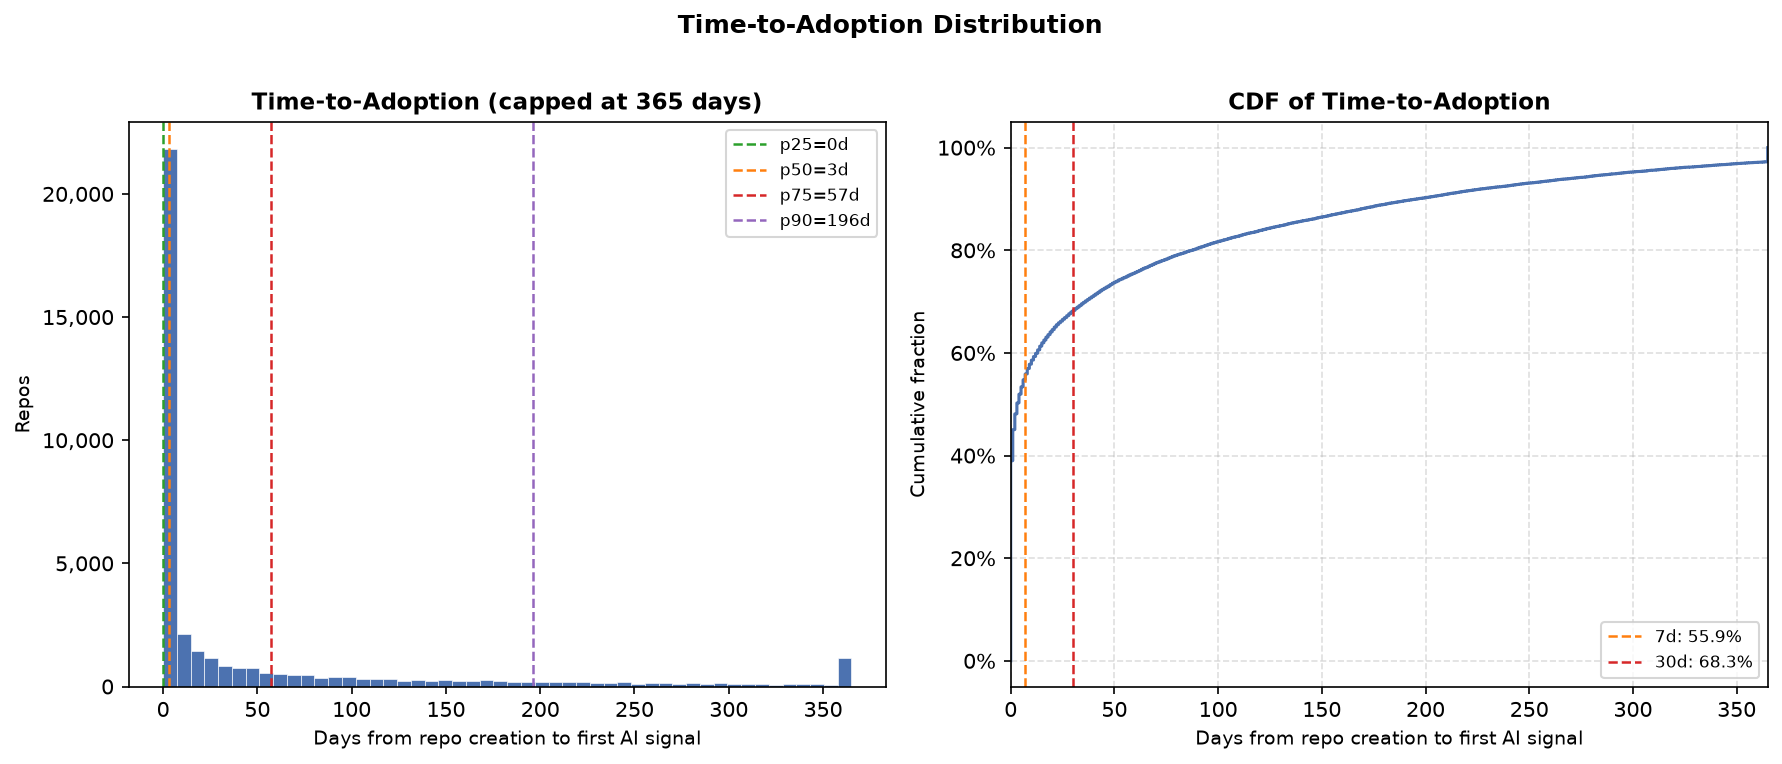 Time-to-Adoption Distribution
Time-to-Adoption (capped at 365 days)
Repos
20,000
15,000
10,000
5,000
0
0
50
100
150
200
250
300
350
Days from repo creation to first AI signal
p25=0d
p50=3d
p75=57d
p90=196d
CDF of Time-to-Adoption
Cumulative fraction
100%
80%
60%
40%
20%
0%
0
50
100
150
200
250
300
350
Days from repo creation to first AI signal
7d: 55.9%
30d: 68.3%